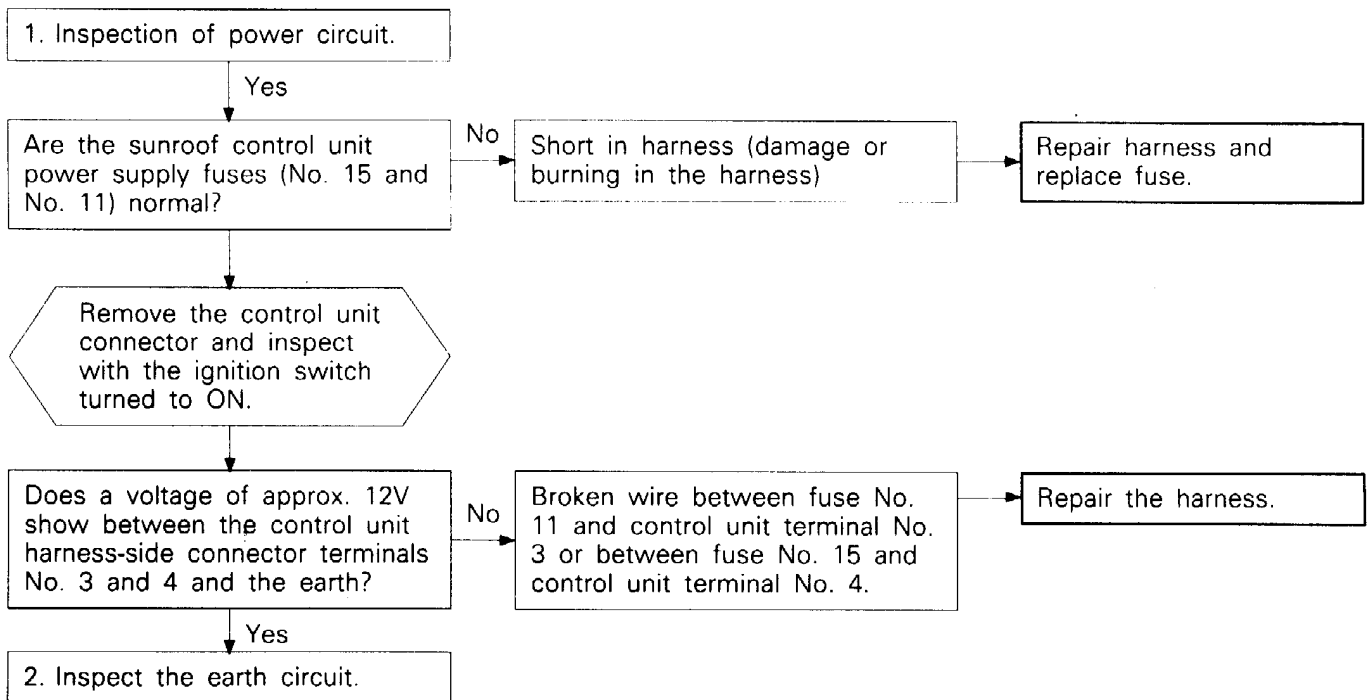 1. Inspection of power circuit.
Yes
Are the sunroof control unit
power supply fuses (No. 15 and
No. 11) normal?
No
Short in harness (damage or
burning in the harness)
Repair harness and
replace fuse.
Remove the control unit
connector and inspect
with the ignition switch
turned to ON.
Does a voltage of approx. 12V
show between the control unit
harness-side connector terminals
No. 3 and 4 and the earth?
No
Broken wire between fuse No.
11 and control unit terminal No.
3 or between fuse No. 15 and
control unit terminal No. 4.
Repair the harness.
Yes
2. Inspect the earth circuit.